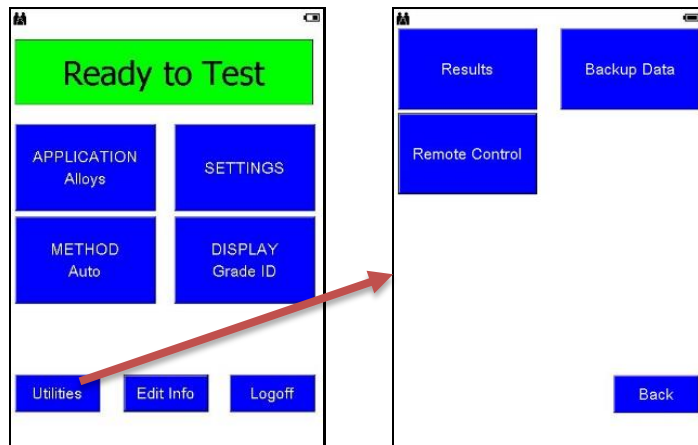 Ready to Test
APPLICATION
Alloys
SETTINGS
METHOD
Auto
DISPLAY
Grade ID
Utilities
Edit Info
Logoff
Results
Backup Data
Remote Control
Back